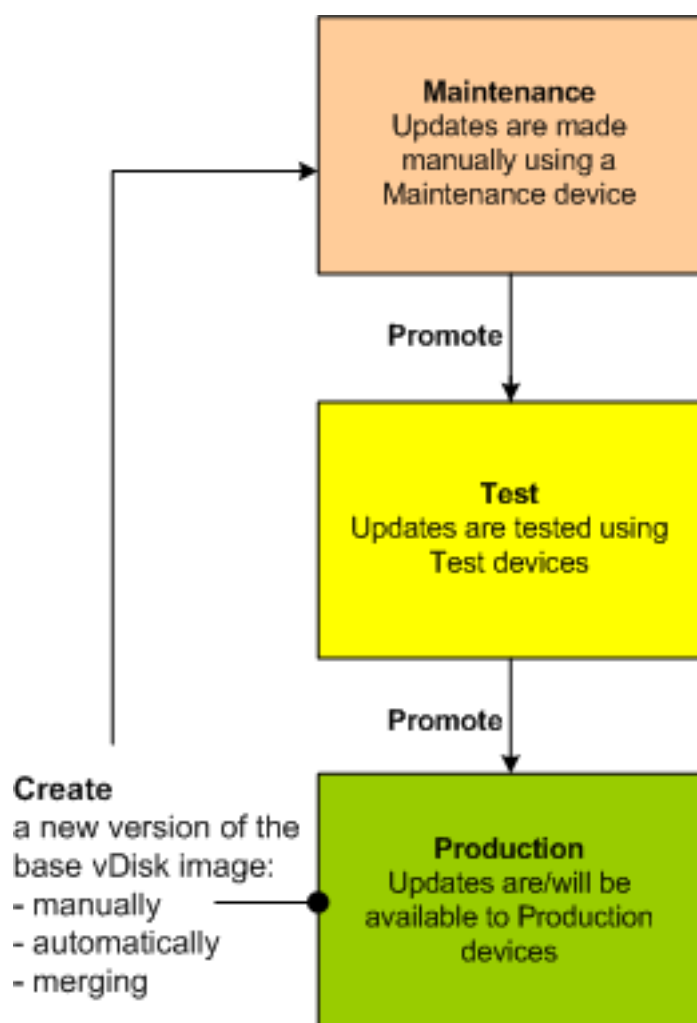 Maintenance
Updates are made
manually using a
Maintenance device
Promote
Test
Updates are tested using
Test devices
Promote
Create
a new version of the
base vDisk image:
- manually
- automatically
- merging
Production
Updates are/will be
available to Production
devices